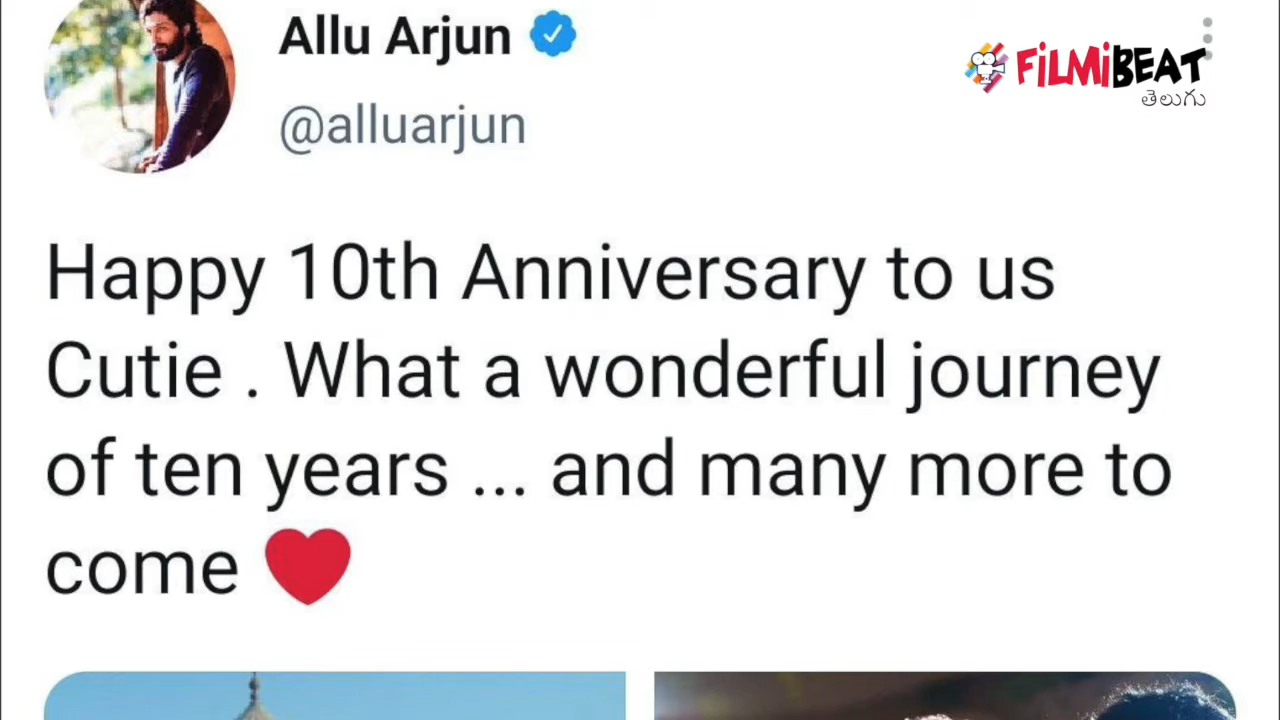 Allu Arjun
FILMIBEAT
తెలుగు
@alluarjun
Happy 10th Anniversary to us
Cutie . What a wonderful journey
of ten years ... and many more to
come ❤️